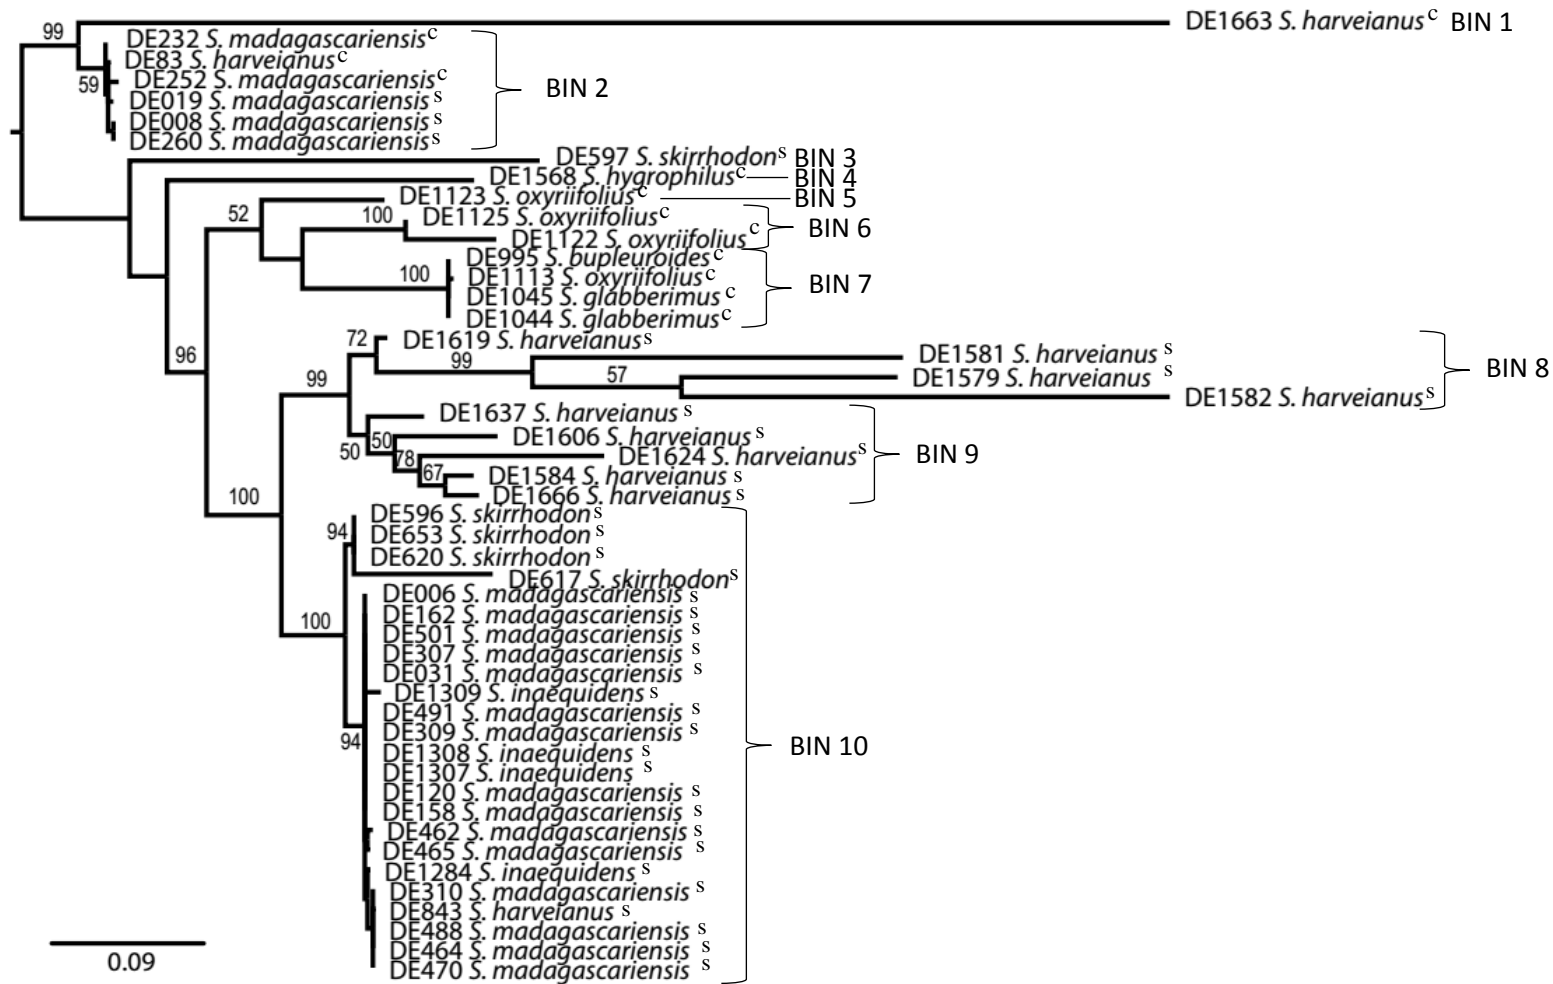 DE1663 S. harveianus c BIN 1
99
DE232 S. madagascariensis c
DE83 S. harveianus c
59
DE252 S. madagascariensis c
BIN 2
DE019 S. madagascariensis s
DE008 S. madagascariensis s
DE260 S. madagascariensis s
DE597 S. skirrhodon s BIN 3
DE1568 S. hygrophilus c BIN 4
DE1123 S. oxyriifolius c BIN 5
52
100
DE1125 S. oxyriifolius c
BIN 6
DE1122 S. oxyriifolius c
DE995 S. bupleuroides c
100
DE1113 S. oxyriifolius c
BIN 7
DE1045 S. glabberimus c
DE1044 S. glabberimus c
72
DE1619 S. harveianus s
96
99
DE1581 S. harveianus s
BIN 8
99
57
DE1579 S. harveianus s
DE1582 S. harveianus s
DE1637 S. harveianus s
50
50
DE1606 S. harveianus s
78
DE1624 S. harveianus s
BIN 9
67
DE1584 S. harveianus s
DE1666 S. harveianus s
100
DE596 S. skirrhodon s
94
DE653 S. skirrhodon s
DE620 S. skirrhodon s
DE617 S. skirrhodon s
DE006 S. madagascariensis s
100
DE162 S. madagascariensis s
DE501 S. madagascariensis s
DE307 S. madagascariensis s
DE031 S. madagascariensis s
DE1309 S. inaequidens s
DE491 S. madagascariensis s
DE309 S. madagascariensis s
94
BIN 10
DE1308 S. inaequidens s
DE1307 S. inaequidens s
DE120 S. madagascariensis s
DE158 S. madagascariensis s
DE462 S. madagascariensis s
DE465 S. madagascariensis s
DE1284 S. inaequidens s
DE310 S. madagascariensis s
DE843 S. harveianus s
DE488 S. madagascariensis s
DE464 S. madagascariensis s
DE470 S. madagascariensis s
0.09